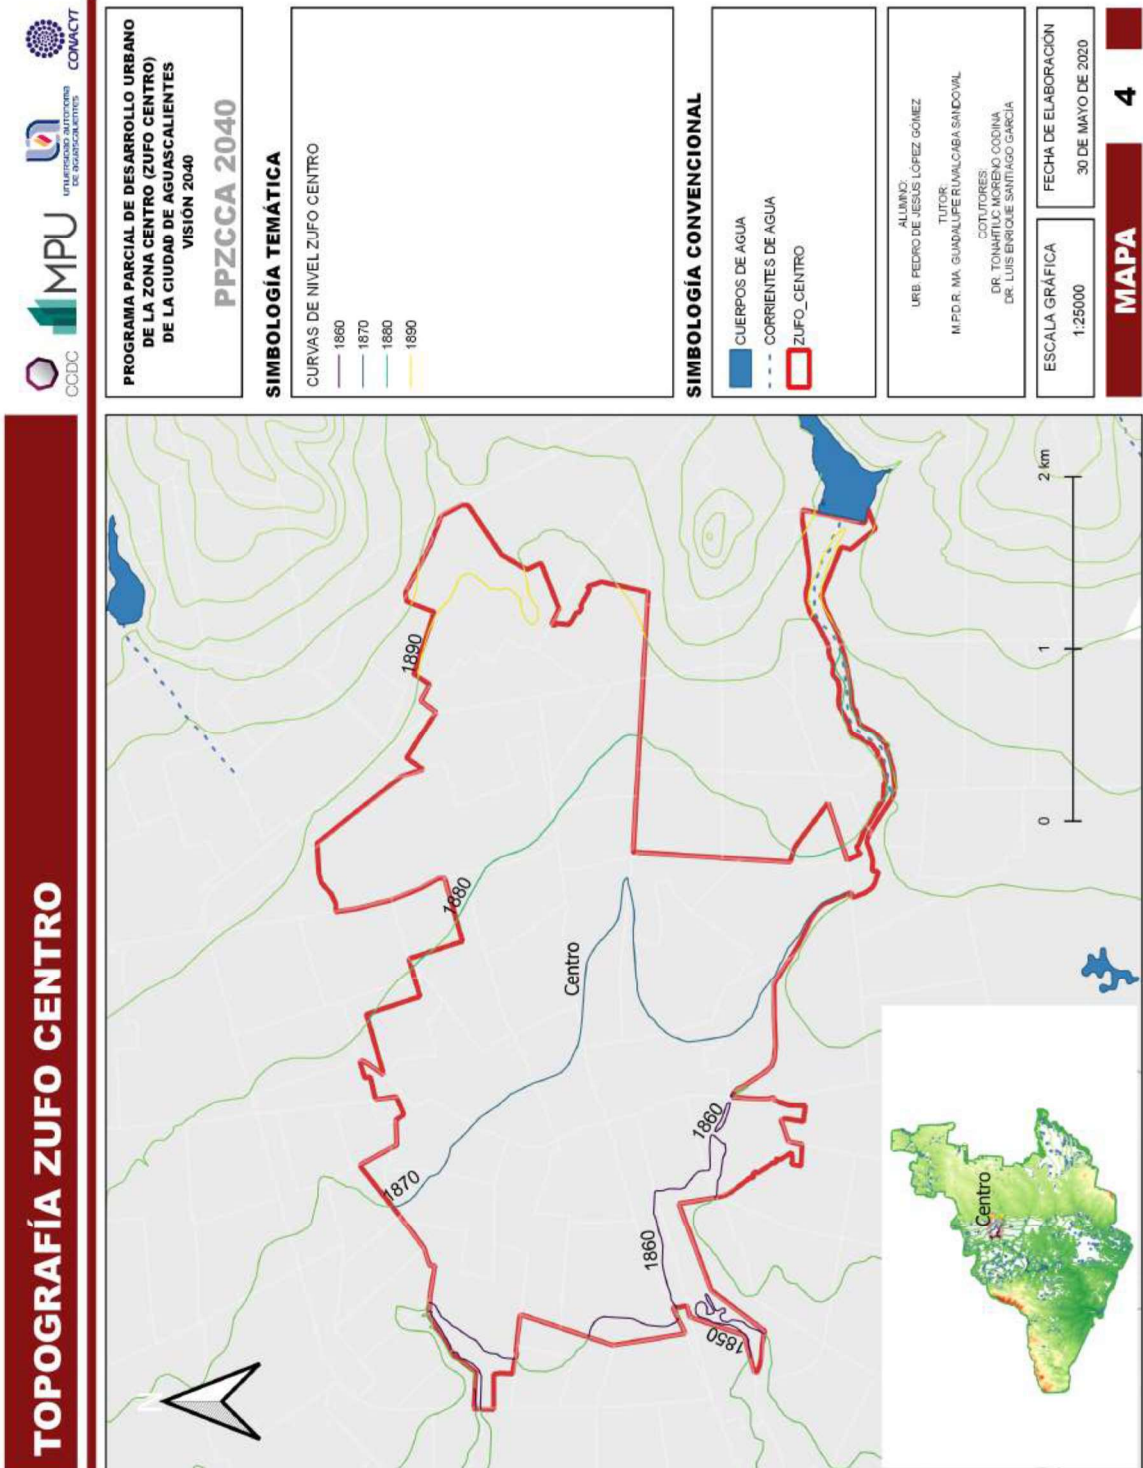 TOPOGRAFÍA ZUFO CENTRO
CCDC
IMPU
UNIVERSIDAD AUTONOMA
DE AGUASCALIENTES
CONACYT
PROGRAMA PARCIAL DE DESARROLLO URBANO
DE LA ZONA CENTRO (ZUFO CENTRO)
DE LA CIUDAD DE AGUASCALIENTES
VISIÓN 2040
PPZCCA 2040
SIMBOLOGÍA TEMÁTICA
CURVAS DE NIVEL ZUFO CENTRO
1860
1870
1880
1890
SIMBOLOGÍA CONVENCIONAL
CUERPOS DE AGUA
CORRIENTES DE AGUA
ZUFO_CENTRO
ALUMNO:
URB. PEDRO DE JESÚS LÓPEZ GÓMEZ
TUTOR:
M.P.D.R. MA. GUADALUPE RUVALCABA SANDOVAL
COTUTORES:
DR. TONAHTIUC MORENO CODINA
DR. LUIS ENRIQUE SANTIAGO GARCÍA
ESCALA GRÁFICA
1:25000
FECHA DE ELABORACIÓN
30 DE MAYO DE 2020
MAPA
4
N
1870
1880
1890
Centro
1860
1860
1850
0
1
2 km
Centro